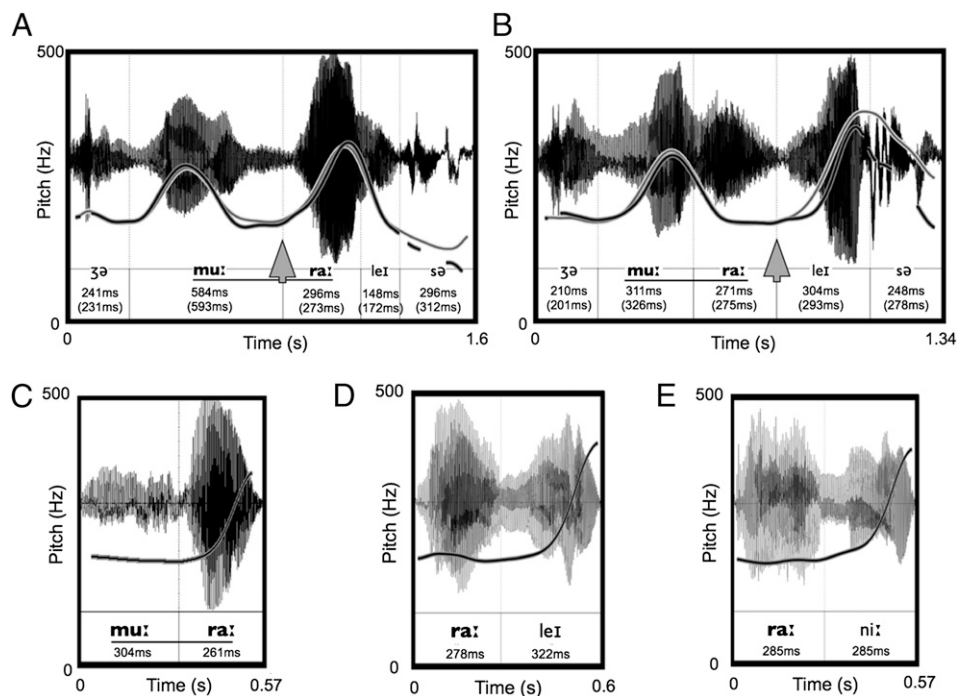 A
500
Pitch (Hz)
ʒə muː raː leɪ sə
241ms 584ms 296ms 148ms 296ms
(231ms) (593ms) (273ms) (172ms) (312ms)
0
0 Time (s) 1.6
B
500
Pitch (Hz)
ʒə muː raː leɪ sə
210ms 311ms 271ms 304ms 248ms
(201ms) (326ms) (275ms) (293ms) (278ms)
0
0 Time (s) 1.34
C
500
Pitch (Hz)
muː raː
304ms 261ms
0
0 Time (s) 0.57
D
500
Pitch (Hz)
raː leɪ
278ms 322ms
0
0 Time (s) 0.6
E
500
Pitch (Hz)
raː niː
285ms 285ms
0
0 Time (s) 0.57